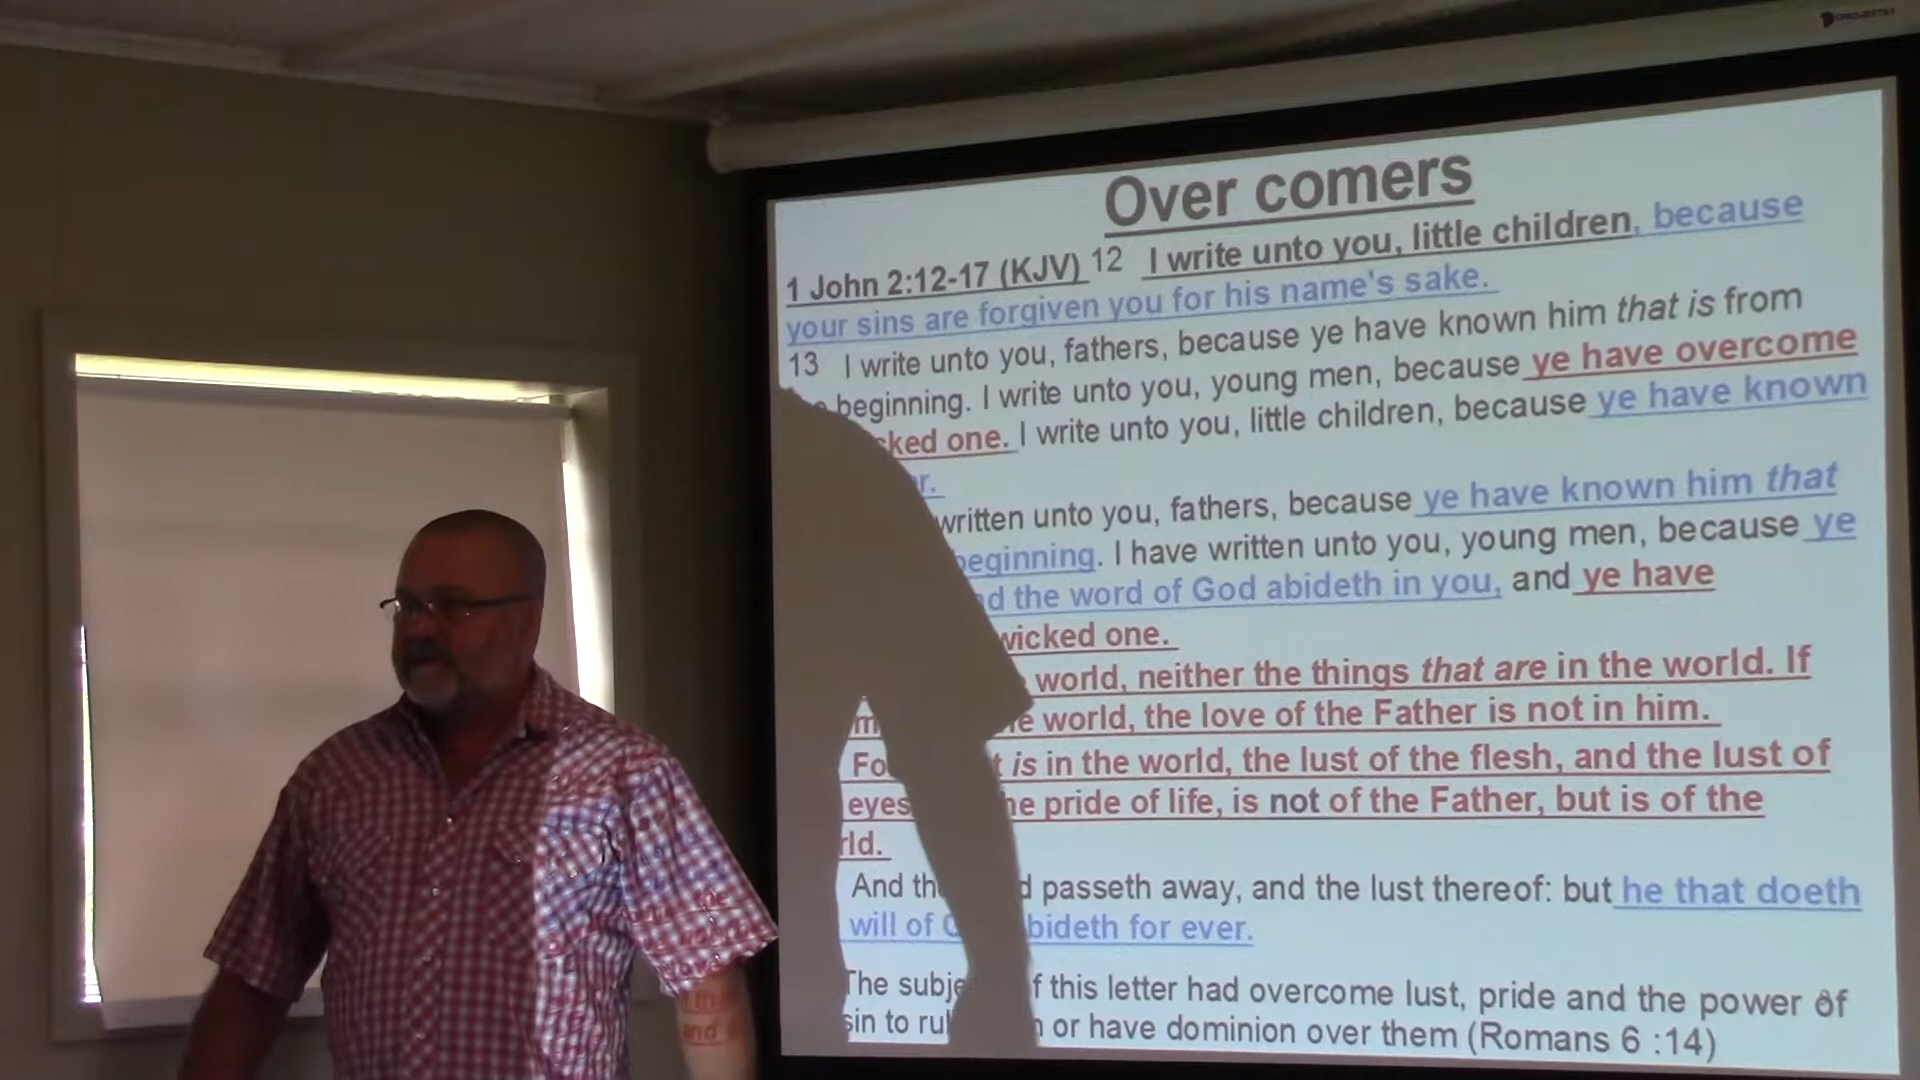 Over comers
1 John 2:12-17 (KJV) 12 I write unto you, little children, because
your sins are forgiven you for his name's sake.
13 I write unto you, fathers, because ye have known him that is from
beginning. I write unto you, young men, because ye have overcome
cked one. I write unto you, little children, because ye have known
r.
written unto you, fathers, because ye have known him that
beginning. I have written unto you, young men, because ye
d the word of God abideth in you, and ye have
wicked one.
world, neither the things that are in the world. If
m e world, the love of the Father is not in him.
Fo t is in the world, the lust of the flesh, and the lust of
eyes he pride of life, is not of the Father, but is of the
rld.
And th d passeth away, and the lust thereof: but he that doeth
will of bideth for ever.
The subje f this letter had overcome lust, pride and the power of
sin to rul or have dominion over them (Romans 6 :14)